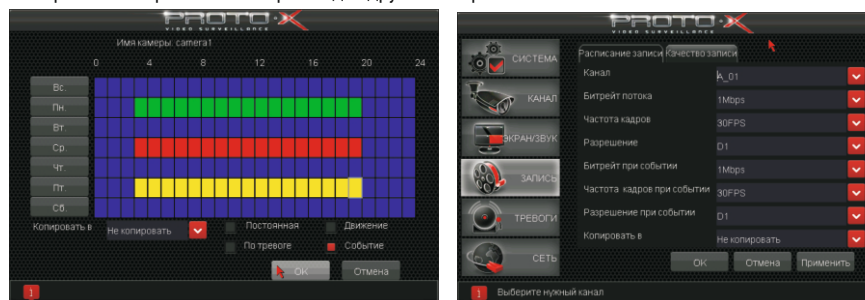 PROTO-X
VIDEO SURVEILLANCE
Имя камеры: camera1
0 4 8 12 16 20 24
Вс.
Пн.
Вт.
Ср.
Чт.
Пт.
Сб.
Копировать в Не копировать Постоянная Движение
По тревоге Событие
OK Отмена
1
PROTO-X
VIDEO SURVEILLANCE
СИСТЕМА
КАНАЛ
ЭКРАН/ЗВУК
ЗАПИСЬ
ТРЕВОГИ
СЕТЬ
Расписание записи Качество записи
Канал A_01
Битрейт потока 1Mbps
Частота кадров 30FPS
Разрешение D1
Битрейт при событии 1Mbps
Частота кадров при событии 30FPS
Разрешение при событии D1
Копировать в Не копировать
OK Отмена Применить
1 Выберите нужный канал